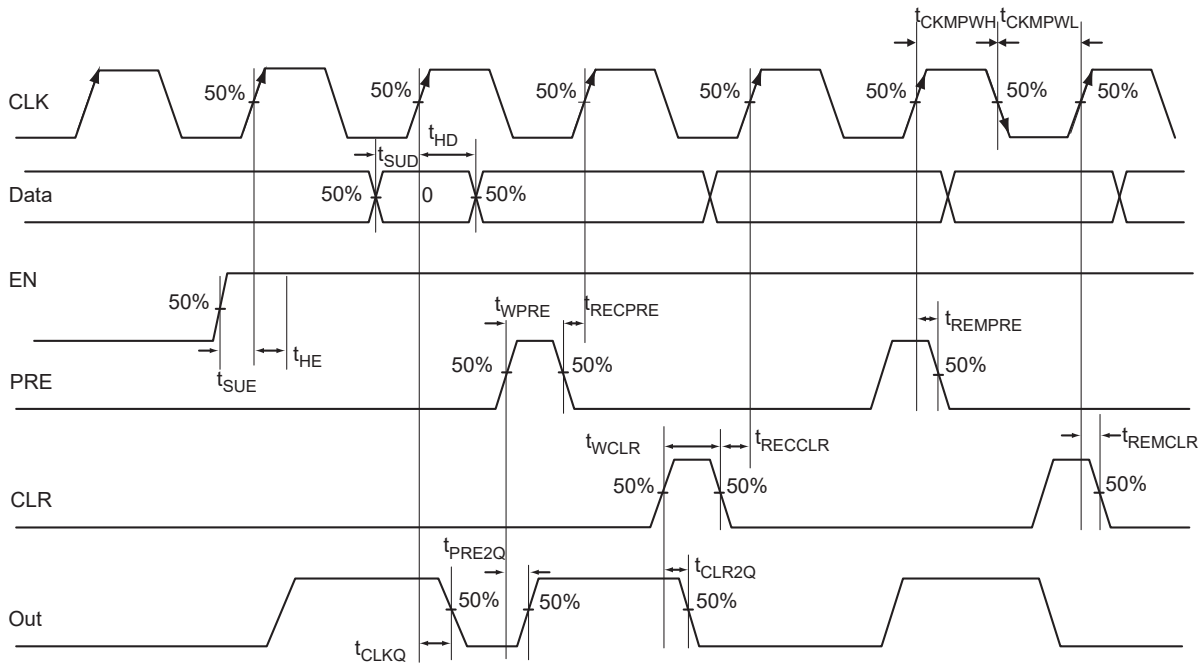 tCKMPWH tCKMPWL
CLK
50% 50% 50% 50% 50% 50% 50%
tSUD tHD
Data
50% 0 50%
EN
50%
tSUE tHE
tWPRE tRECPRE tREMPRE
PRE
50% 50% 50%
tWCLR tRECCLR tREMCLR
CLR
50% 50% 50%
tPRE2Q tCLR2Q
Out
50% 50% 50%
tCLKQ